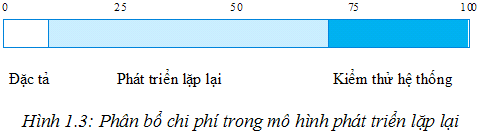 0 25 50 75 100
Đặc tả Phát triển lặp lại Kiểm thử hệ thống
Hình 1.3: Phân bổ chi phí trong mô hình phát triển lặp lại